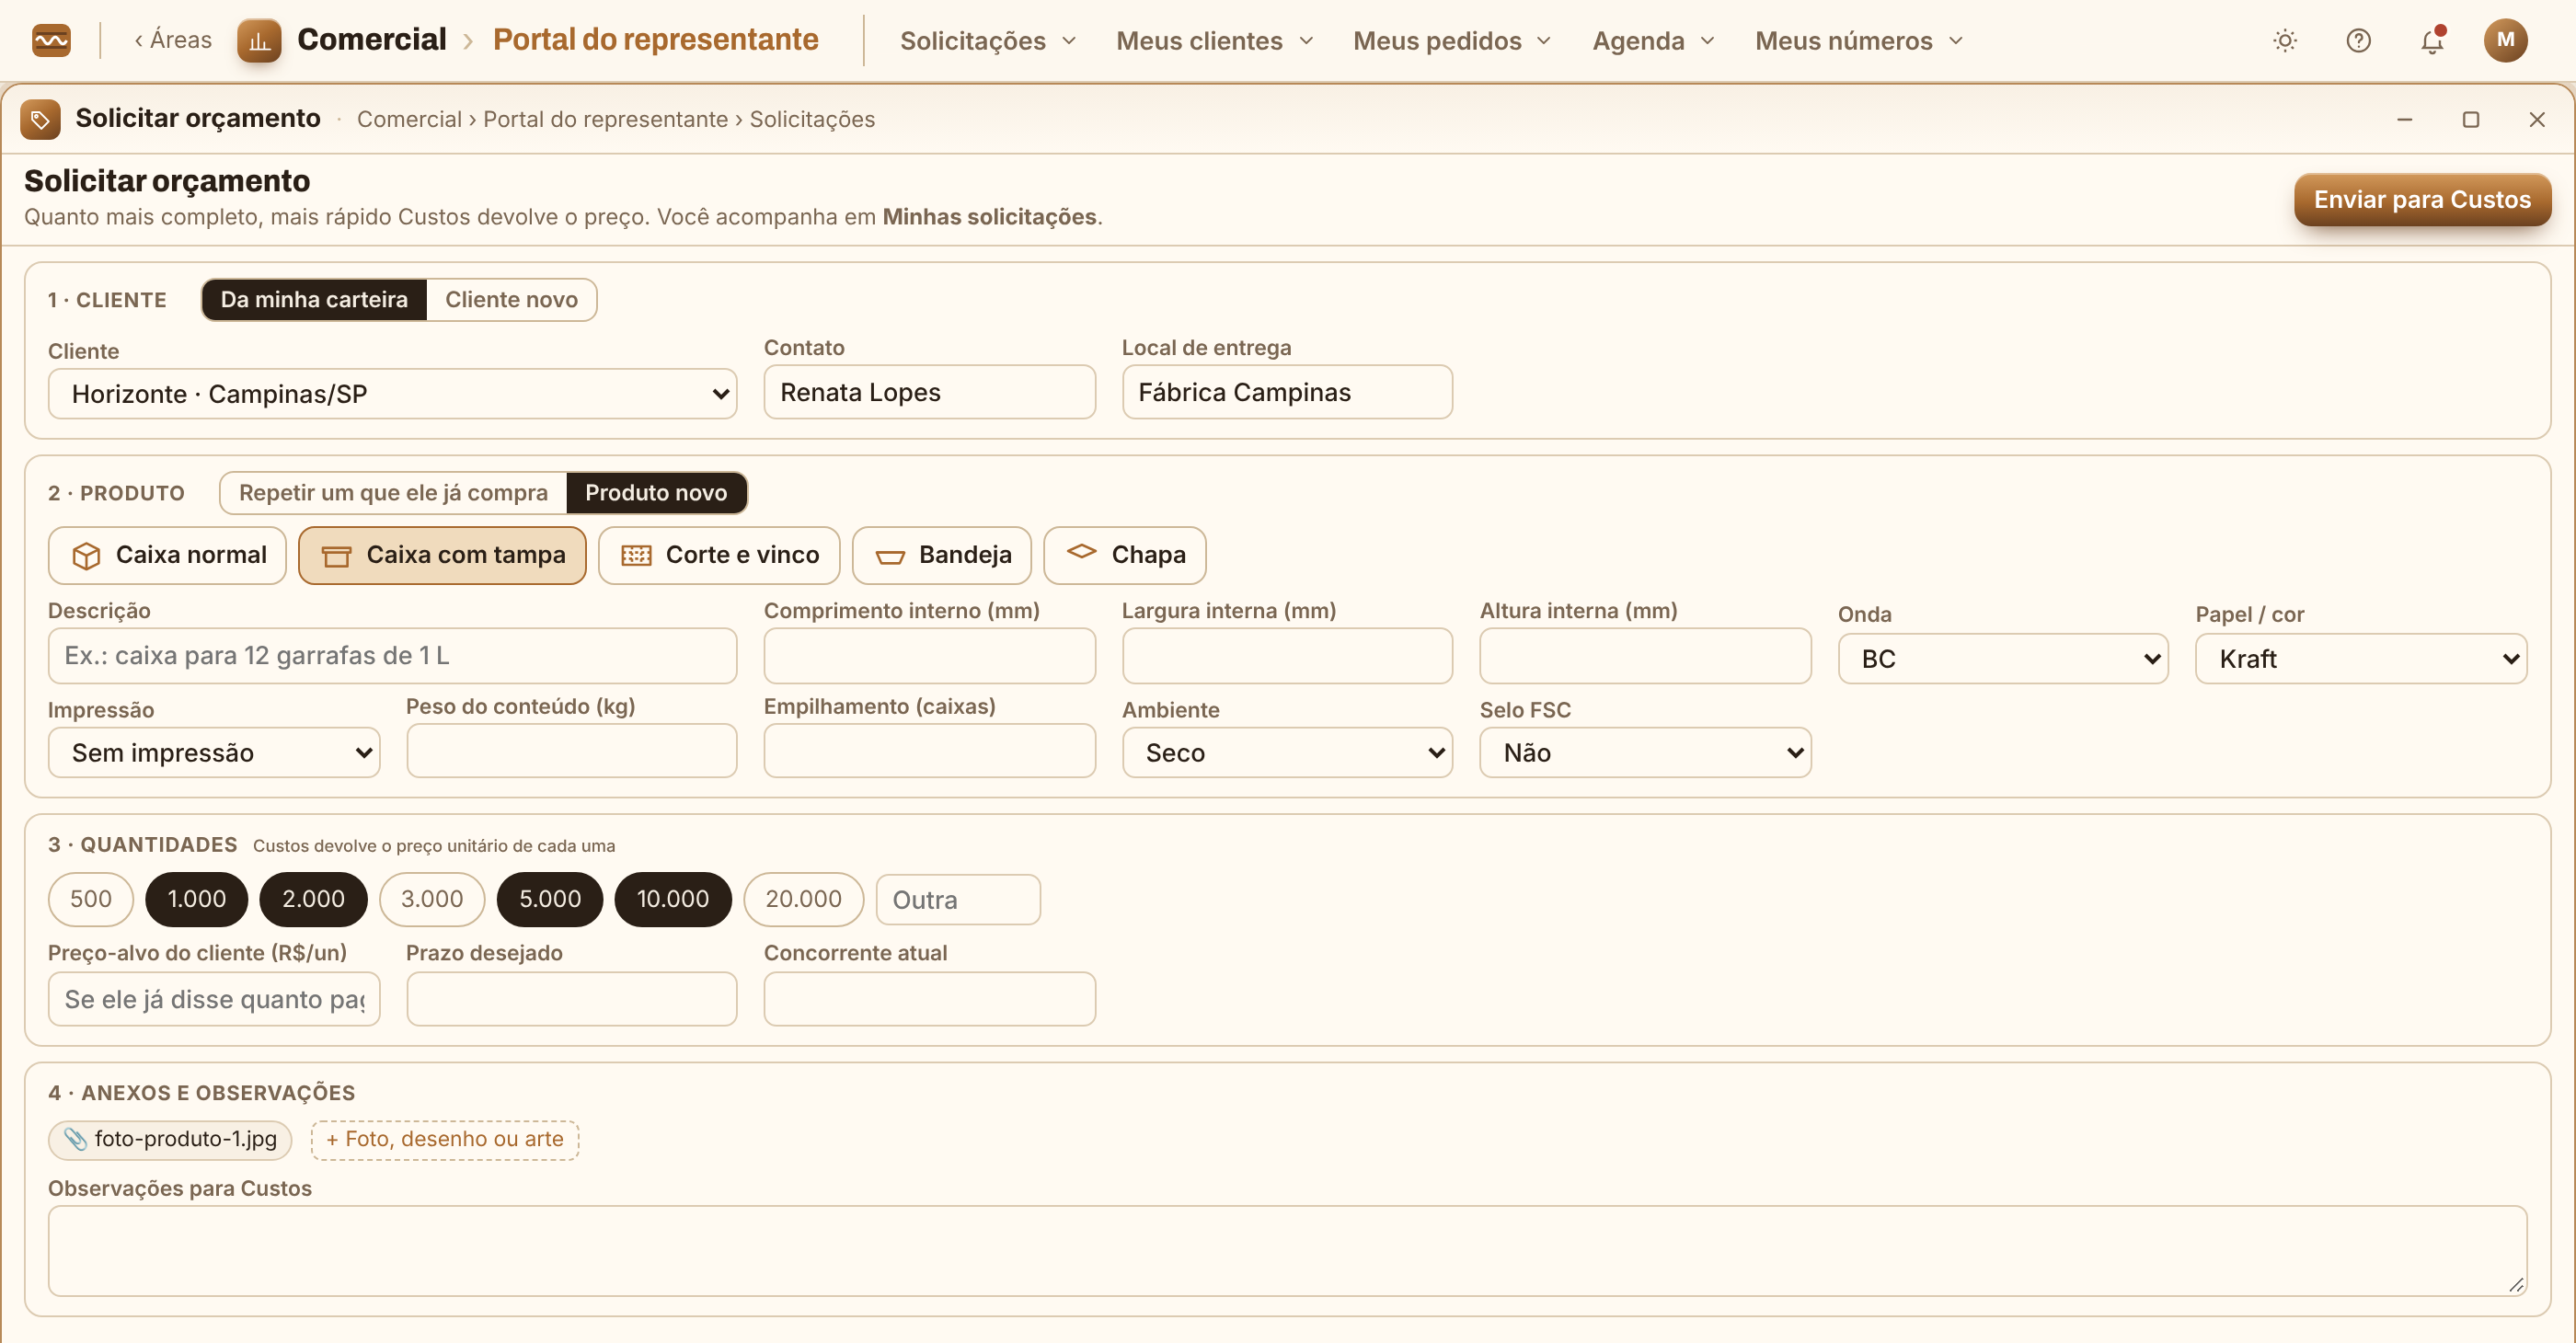 ‹ Áreas Comercial › Portal do representante Solicitações Meus clientes Meus pedidos Agenda Meus números M
Solicitar orçamento · Comercial › Portal do representante › Solicitações
Solicitar orçamento
Quanto mais completo, mais rápido Custos devolve o preço. Você acompanha em Minhas solicitações.
Enviar para Custos
1 · CLIENTE Da minha carteira Cliente novo
Cliente Contato Local de entrega
Horizonte · Campinas/SP Renata Lopes Fábrica Campinas
2 · PRODUTO Repetir um que ele já compra Produto novo
Caixa normal Caixa com tampa Corte e vinco Bandeja Chapa
Descrição Comprimento interno (mm) Largura interna (mm) Altura interna (mm) Onda Papel / cor
Ex.: caixa para 12 garrafas de 1 L BC Kraft
Impressão Peso do conteúdo (kg) Empilhamento (caixas) Ambiente Selo FSC
Sem impressão Seco Não
3 · QUANTIDADES Custos devolve o preço unitário de cada uma
500 1.000 2.000 3.000 5.000 10.000 20.000 Outra
Preço-alvo do cliente (R$/un) Prazo desejado Concorrente atual
Se ele já disse quanto
4 · ANEXOS E OBSERVAÇÕES
foto-produto-1.jpg + Foto, desenho ou arte
Observações para Custos